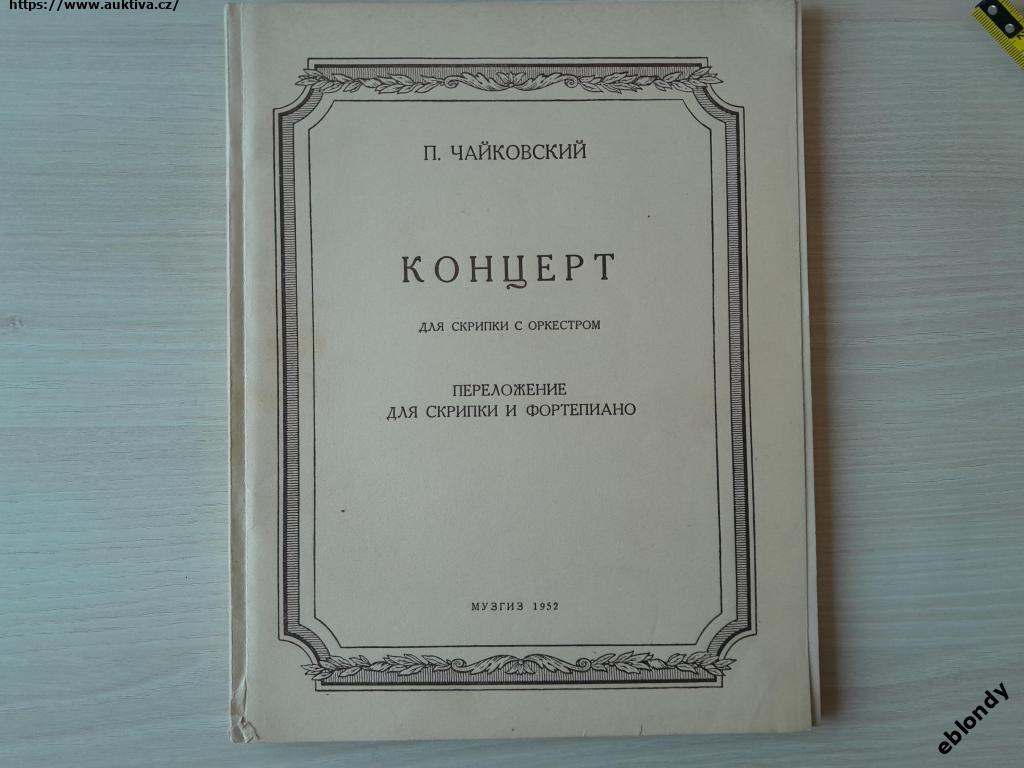 https://www.auktiva.cz/
П. ЧАЙКОВСКИЙ
КОНЦЕРТ
ДЛЯ СКРИПКИ С ОРКЕСТРОМ
ПЕРЕЛОЖЕНИЕ
ДЛЯ СКРИПКИ И ФОРТЕПИАНО
МУЗГИЗ 1952
eblondy